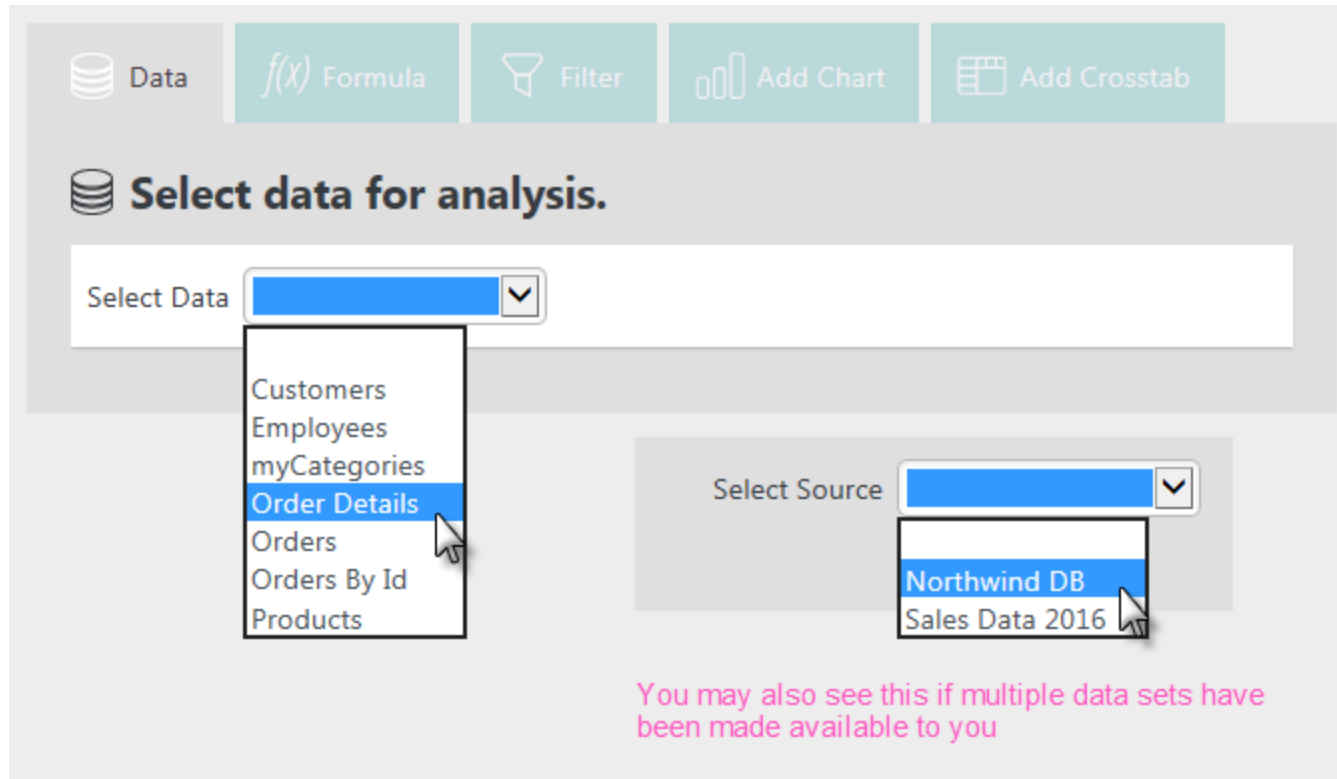 Data
f(x) Formula
Filter
Add Chart
Add Crosstab
Select data for analysis.
Select Data
Customers
Employees
myCategories
Order Details
Orders
Orders By Id
Products
Select Source
Northwind DB
Sales Data 2016
You may also see this if multiple data sets have
been made available to you